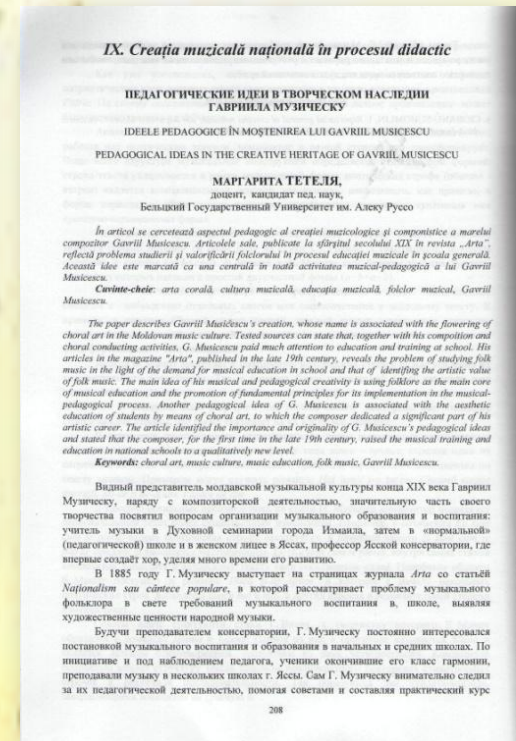 IX. Creația muzicală națională în procesul didactic
ПЕДАГОГИЧЕСКИЕ ИДЕИ В ТВОРЧЕСКОМ НАСЛЕДИИ
ГАВРИИЛА МУЗИЧЕСКУ
IDEELE PEDAGOGICE ÎN MOȘTENIREA LUI GAVRIIL MUSICESCU
PEDAGOGICAL IDEAS IN THE CREATIVE HERITAGE OF GAVRIIL MUSICESCU
МАРГАРИТА ТЕТЕЛЯ,
доцент, кандидат пед. наук,
Бельцкий Государственный Университет им. Алеку Руссо
În articol se cercetează aspectul pedagogic al creației muzicologice și componistice a marelui
compozitor Gavriil Musicescu. Articolele sale, publicate la sfârșitul secolului XIX în revista „Arta”,
reflectă problema studierii și valorificării folclorului în procesul educației muzicale în școala generală.
Această idee este marcată ca una centrală în toată activitatea muzical-pedagogică a lui Gavriil
Musicescu.
Cuvinte-cheie: arta corală, cultura muzicală, educația muzicală, folclor muzical, Gavriil
Musicescu.
The paper describes Gavriil Musicescu's creation, whose name is associated with the flowering of
choral art in the Moldovan music culture. Tested sources can state that, together with his composition and
choral conducting activities, G. Musicescu paid much attention to education and training at school. His
articles in the magazine "Arta", published in the late 19th century, reveals the problem of studying folk
music in the light of the demand for musical education in school and that of identifing the artistic value
of folk music. The main idea of his musical and pedagogical creativity is using folklore as the main core
of musical education and the promotion of fundamental principles for its implementation in the musical-
pedagogical process. Another pedagogical idea of G. Musicescu is associated with the aesthetic
education of students by means of choral art, to which the composer dedicated a significant part of his
artistic career. The article identified the importance and originality of G. Musicescu's pedagogical ideas
and stated that the composer, for the first time in the late 19th century, raised the musical training and
education in national schools to a qualitatively new level.
Keywords: choral art, music culture, music education, folk music, Gavriil Musicescu.
Видный представитель молдавской музыкальной культуры конца XIX века Гавриил
Музическу, наряду с композиторской деятельностью, значительную часть своего
творчества посвятил вопросам организации музыкального образования и воспитания:
учитель музыки в Духовной семинарии города Измаила, затем в «нормальной»
(педагогической) школе и в женском лицее в Яссах, профессор Ясской консерватории, где
впервые создаёт хор, уделяя много времени его развитию.
В 1885 году Г. Музическу выступает на страницах журнала Arta со статьёй
Naționalism sau cântece populare, в которой рассматривает проблему музыкального
фольклора в свете требований музыкального воспитания в школе, выявляя
художественные ценности народной музыки.
Будучи преподавателем консерватории, Г. Музическу постоянно интересовался
постановкой музыкального воспитания и образования в начальных и средних школах. По
инициативе и под наблюдением педагога, ученики окончившие его класс гармонии,
преподавали музыку в нескольких школах г. Яссы. Сам Г. Музическу внимательно следил
за их педагогической деятельностью, помогая советами и составляя практический курс
208